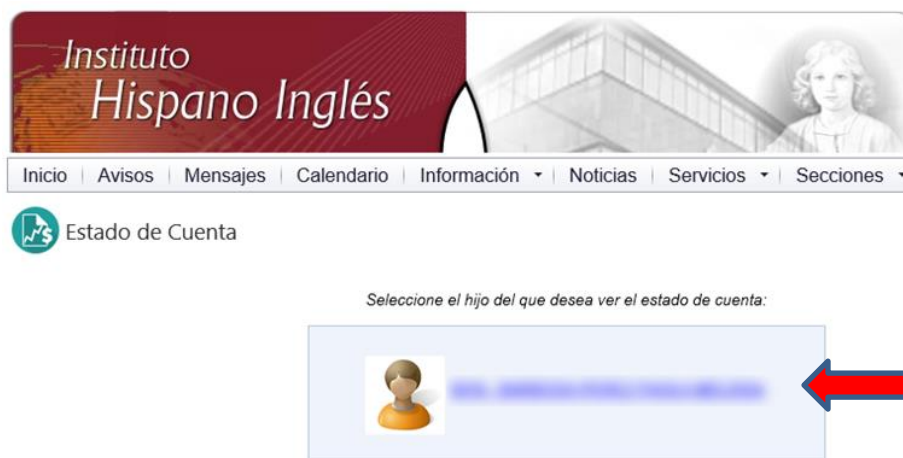 Instituto
Hispano Inglés
Inicio | Avisos | Mensajes | Calendario | Información | Noticias | Servicios | Secciones
Estado de Cuenta
Seleccione el hijo del que desea ver el estado de cuenta: